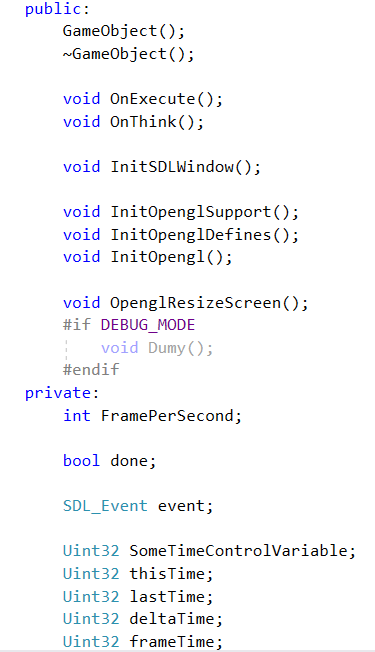 public:
GameObject();
~GameObject();
void OnExecute();
void OnThink();
void InitSDLWindow();
void InitOpenglSupport();
void InitOpenglDefines();
void InitOpengl();
void OpenglResizeScreen();
#if DEBUG_MODE
void Dumy();
#endif
private:
int FramePerSecond;
bool done;
SDL_Event event;
Uint32 SomeTimeControlVariable;
Uint32 thisTime;
Uint32 lastTime;
Uint32 deltaTime;
Uint32 frameTime;